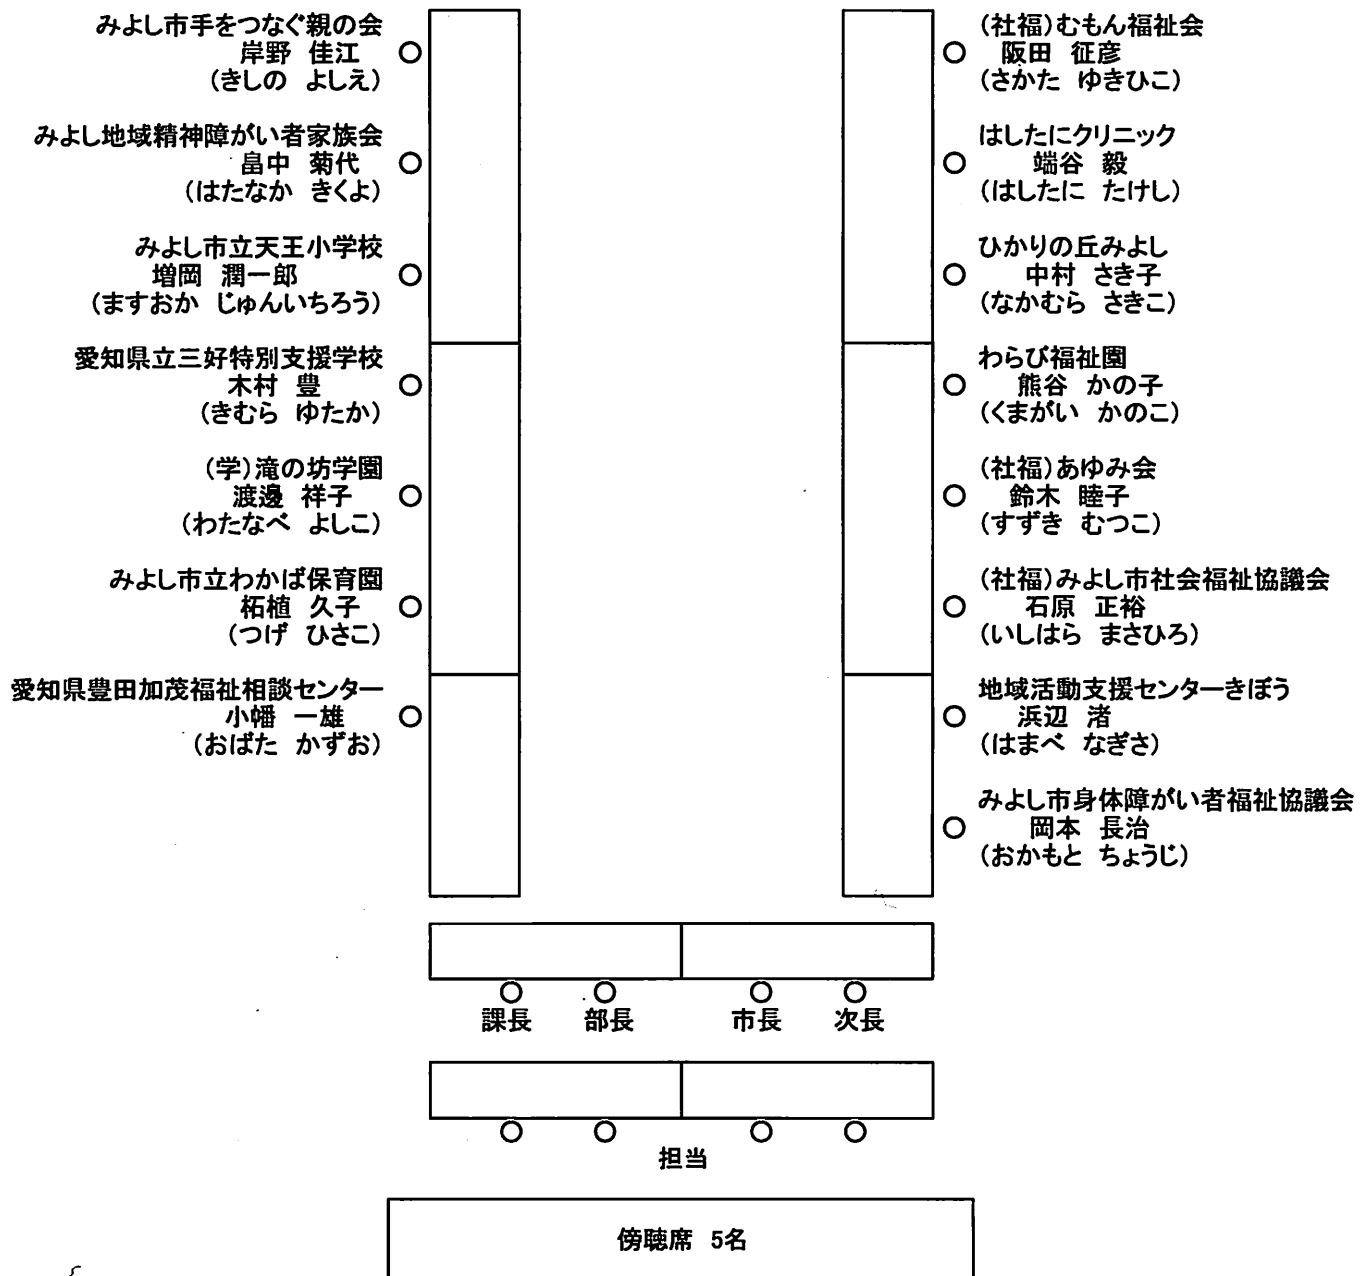 みよし市手をつなぐ親の会
岸野 佳江
(きしの よしえ)
みよし地域精神障がい者家族会
畠中 菊代
(はたなか きくよ)
みよし市立天王小学校
増岡 潤一郎
(ますおか じゅんいちろう)
愛知県立三好特別支援学校
木村 豊
(きむら ゆたか)
(学)滝の坊学園
渡邊 祥子
(わたなべ よしこ)
みよし市立わかば保育園
柘植 久子
(つげ ひさこ)
愛知県豊田加茂福祉相談センター
小幡 一雄
(おばた かずお)
(社福)むもん福祉会
阪田 征彦
(さかた ゆきひこ)
はしたにクリニック
端谷 毅
(はしたに たけし)
ひかりの丘みよし
中村 さき子
(なかむら さきこ)
わらび福祉園
熊谷 かの子
(くまがい かのこ)
(社福)あゆみ会
鈴木 睦子
(すずき むつこ)
(社福)みよし市社会福祉協議会
石原 正裕
(いしはら まさひろ)
地域活動支援センターきぼう
浜辺 渚
(はまべ なぎさ)
みよし市身体障がい者福祉協議会
岡本 長治
(おかもと ちょうじ)
課長 部長 市長 次長
担当
傍聴席 5名